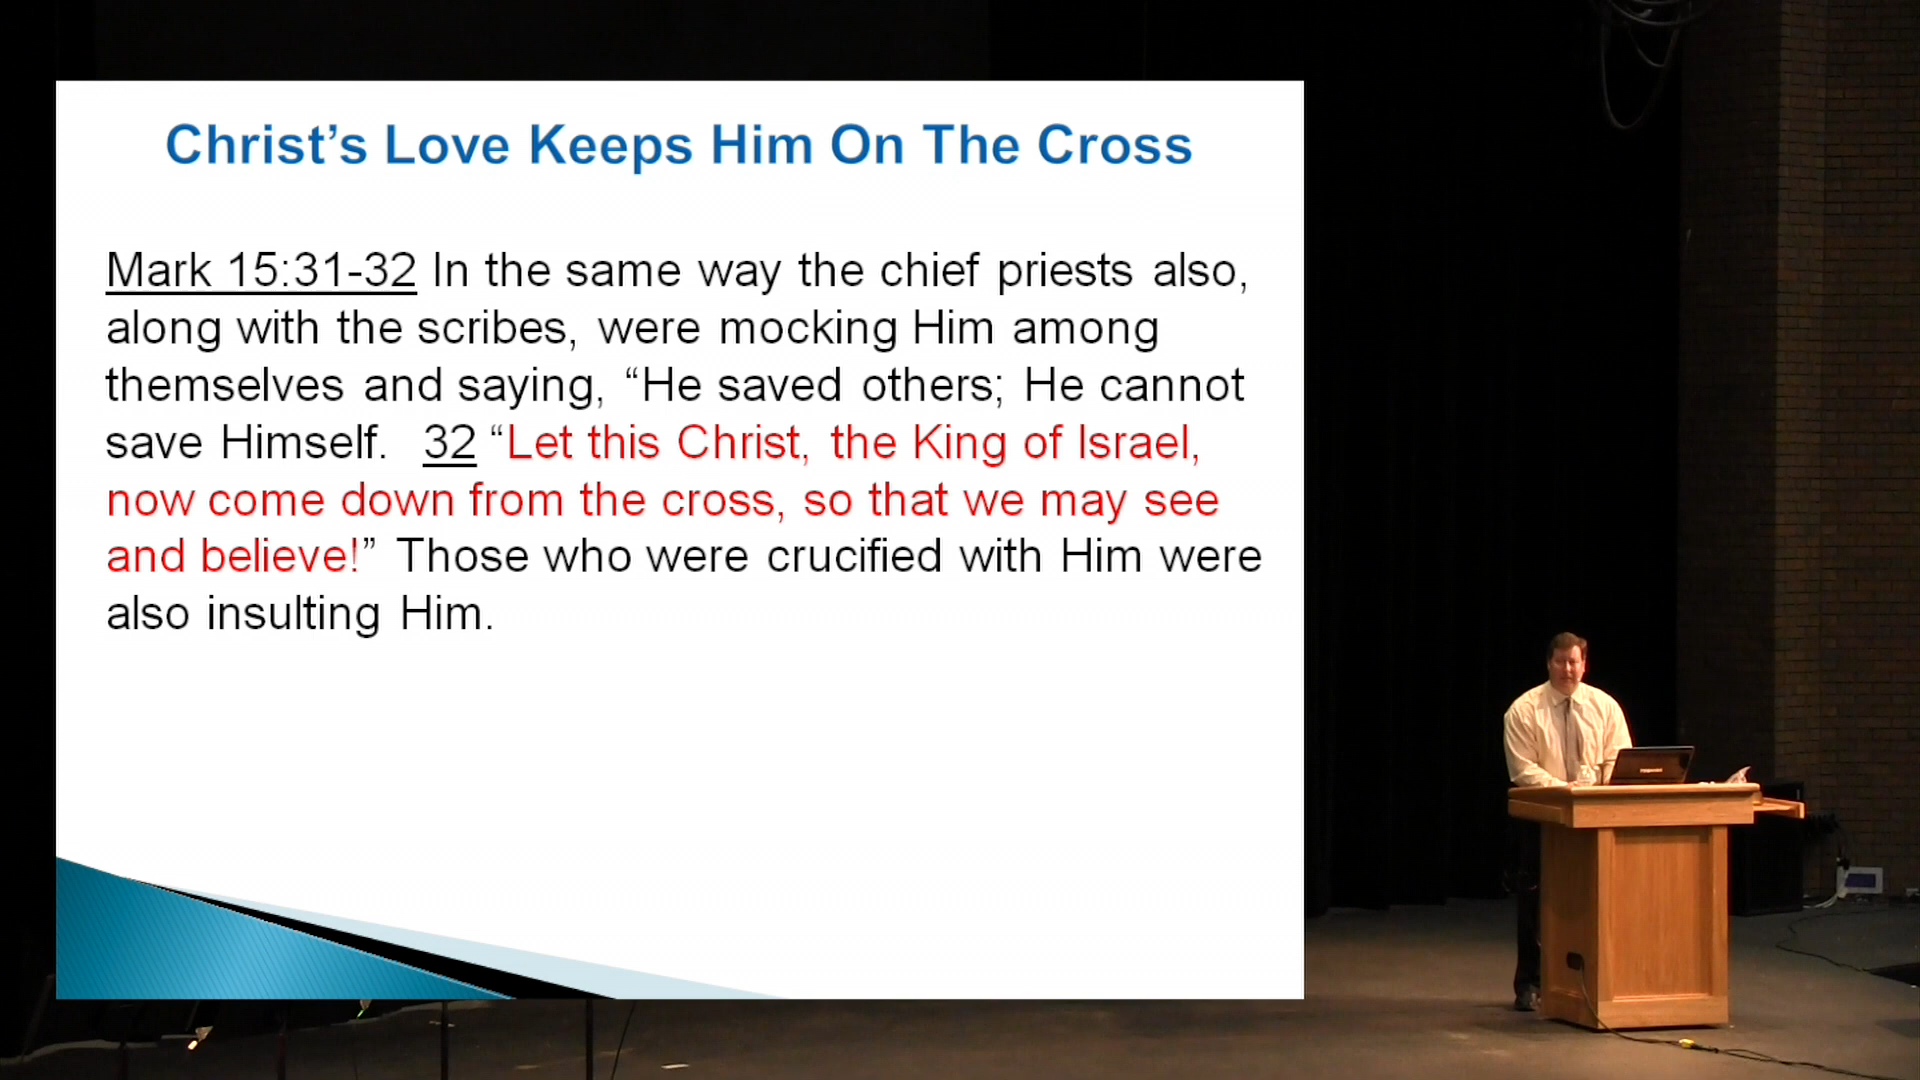 Christ’s Love Keeps Him On The Cross
Mark 15:31-32 In the same way the chief priests also,
along with the scribes, were mocking Him among
themselves and saying, “He saved others; He cannot
save Himself. 32 “Let this Christ, the King of Israel,
now come down from the cross, so that we may see
and believe!” Those who were crucified with Him were
also insulting Him.
TOSHIBA